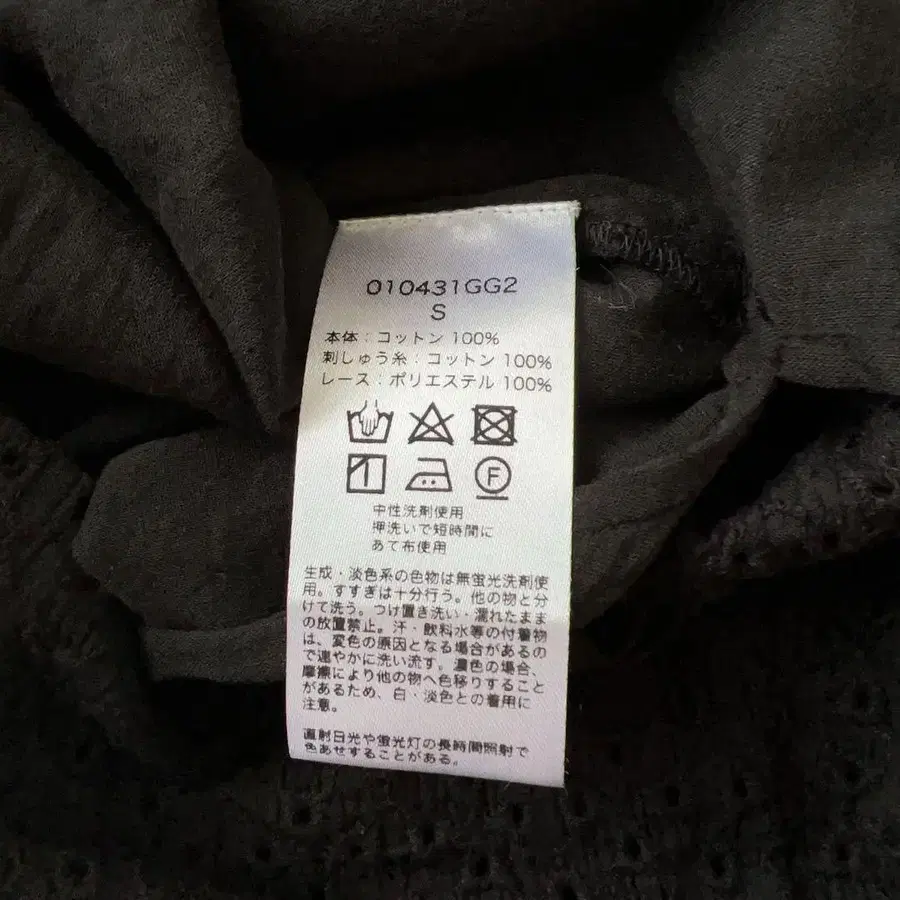 010431GG2
S
本体：コットン 100%
刺しゅう糸：コットン 100%
レース：ポリエステル 100%
F
中性洗剤使用
押洗いで短時間に
あて布使用
生成・淡色系の色物は無蛍光洗剤使
用。すすぎは十分行う。他の物と分
けて洗う。つけ置き洗い・濡れたまま
の放置禁止。汗・飲料水等の付着物
は、変色の原因となる場合があるの
で速やかに洗い流す。濃色の場合、
摩擦により他の物へ色移りすること
があるため、白・淡色との着用に
注意。
直射日光や蛍光灯の長時間照射で
色あせすることがある。